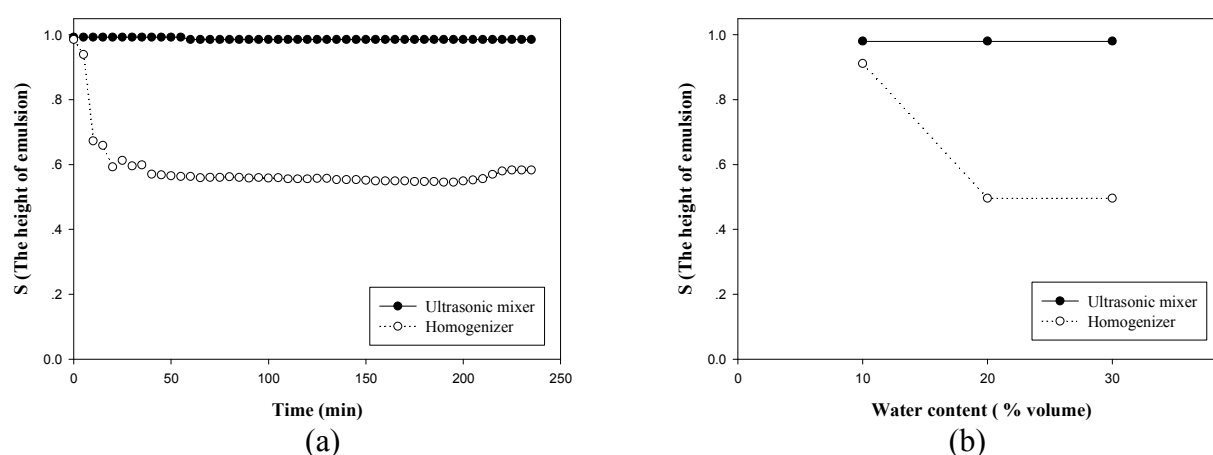 S (The height of emulsion)
1.0
.8
.6
.4
.2
0.0
0
50
100
150
200
250
Time (min)
Ultrasonic mixer
Homogenizer
(a)
S (The height of emulsion)
1.0
.8
.6
.4
.2
0.0
0
10
20
30
Water content ( % volume)
Ultrasonic mixer
Homogenizer
(b)